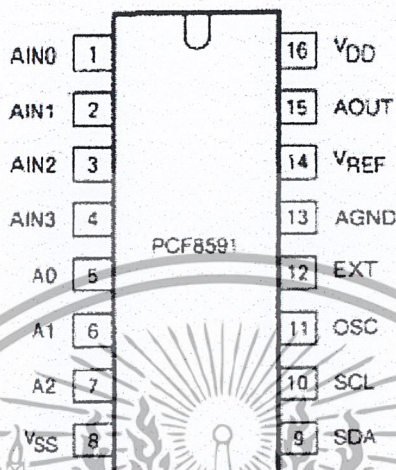 AIN0 1 16 VDD
AIN1 2 15 AOUT
AIN2 3 14 VREF
AIN3 4 13 AGND
PCF8591
A0 5 12 EXT
A1 6 11 OSC
A2 7 10 SCL
VSS 8 9 SDA